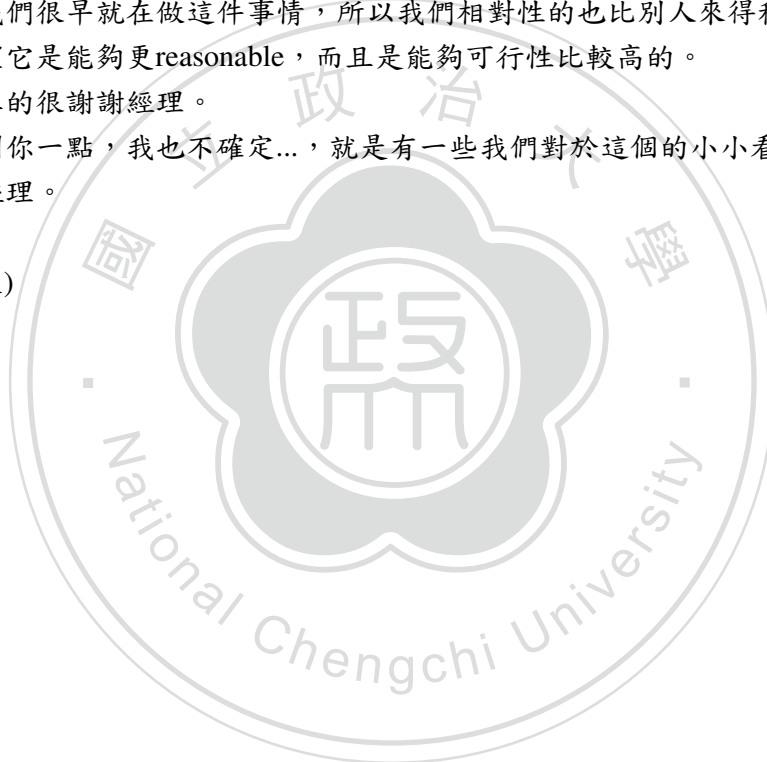 們很早就在做這件事情，所以我們相對性的也比別人來得
它是能夠更reasonable，而且是能夠可行性比較高的。
的很謝謝經理。
你一點，我也不確定...，就是有一些我們對於這個的小小看
理。
)
國立政治大學
政
National Chengchi University